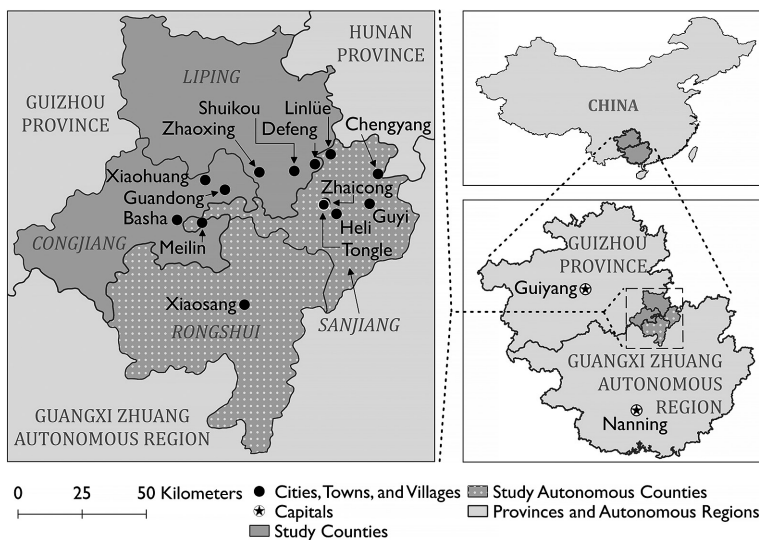 HUNAN
PROVINCE
LIPING
GUIZHOU
PROVINCE
Shuikou
Linlüe
Zhaoxing
Defeng
Chengyang
Xiaohuang
Guandong
Zhaicong
Basha
Guyi
CONGJIANG
Meilin
Heli
Tongle
Xiaosang
RONGSHUI
SANJIANG
GUANGXI ZHUANG
AUTONOMOUS REGION
CHINA
GUIZHOU
PROVINCE
Guiyang
GUANGXI ZHUANG
AUTONOMOUS
REGION
Nanning
0 25 50 Kilometers
Cities, Towns, and Villages
Capitals
Study Counties
Study Autonomous Counties
Provinces and Autonomous Regions